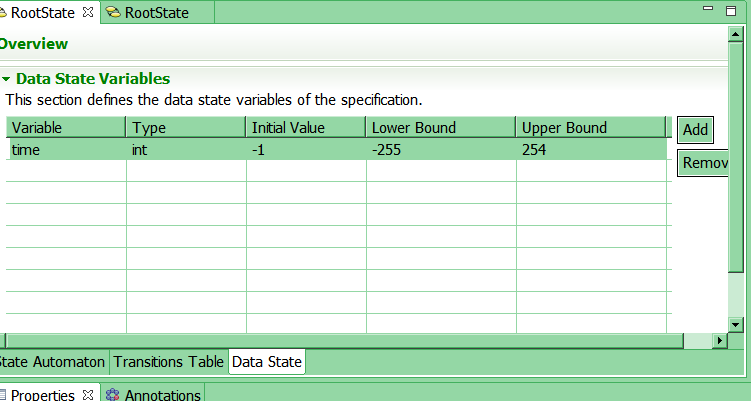 RootState RootState
Overview
Data State Variables
This section defines the data state variables of the specification.
Variable Type Initial Value Lower Bound Upper Bound Add
time int -1 -255 254 Remov
State Automaton Transitions Table Data State
Properties Annotations